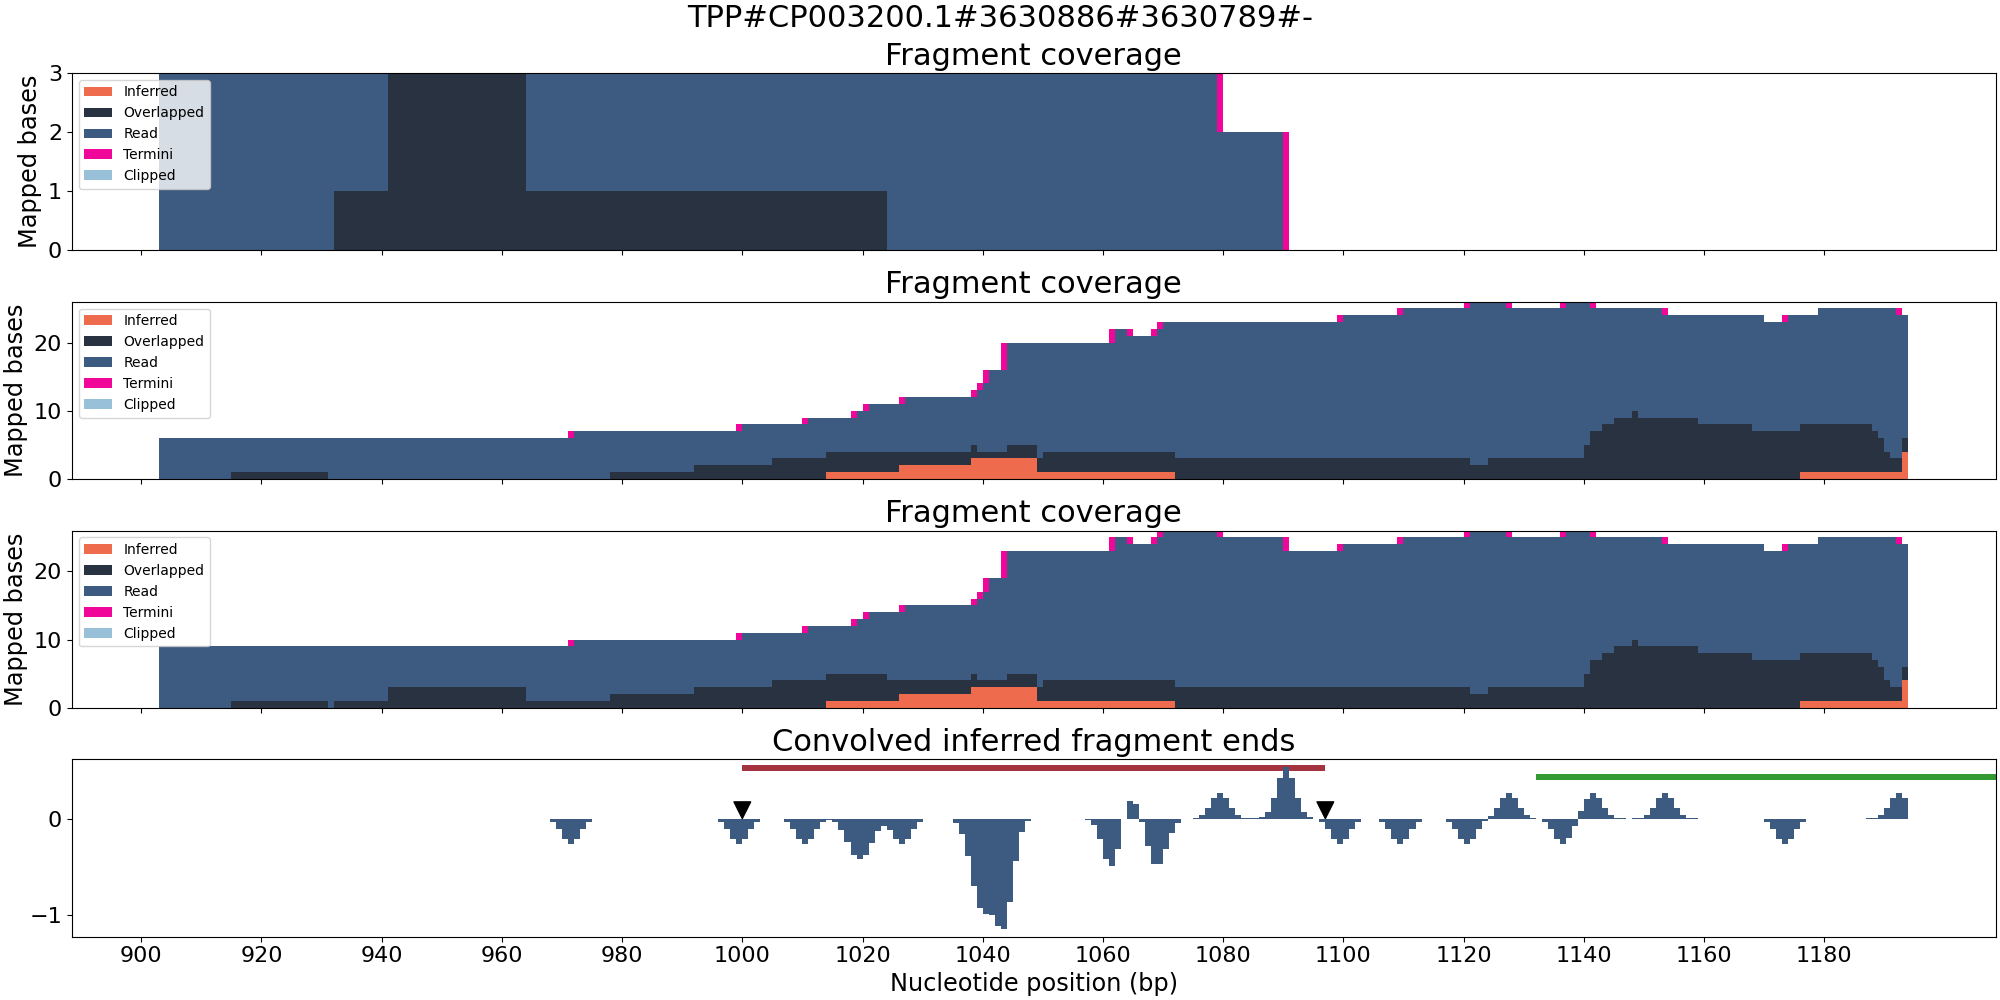 TPP#CP003200.1#3630886#3630789#-
Fragment coverage
Mapped bases
3
2
1
0
Inferred
Overlapped
Read
Termini
Clipped
Fragment coverage
Mapped bases
20
10
0
Inferred
Overlapped
Read
Termini
Clipped
Fragment coverage
Mapped bases
20
10
0
Inferred
Overlapped
Read
Termini
Clipped
Convolved inferred fragment ends
0
−1
900 920 940 960 980 1000 1020 1040 1060 1080 1100 1120 1140 1160 1180
Nucleotide position (bp)